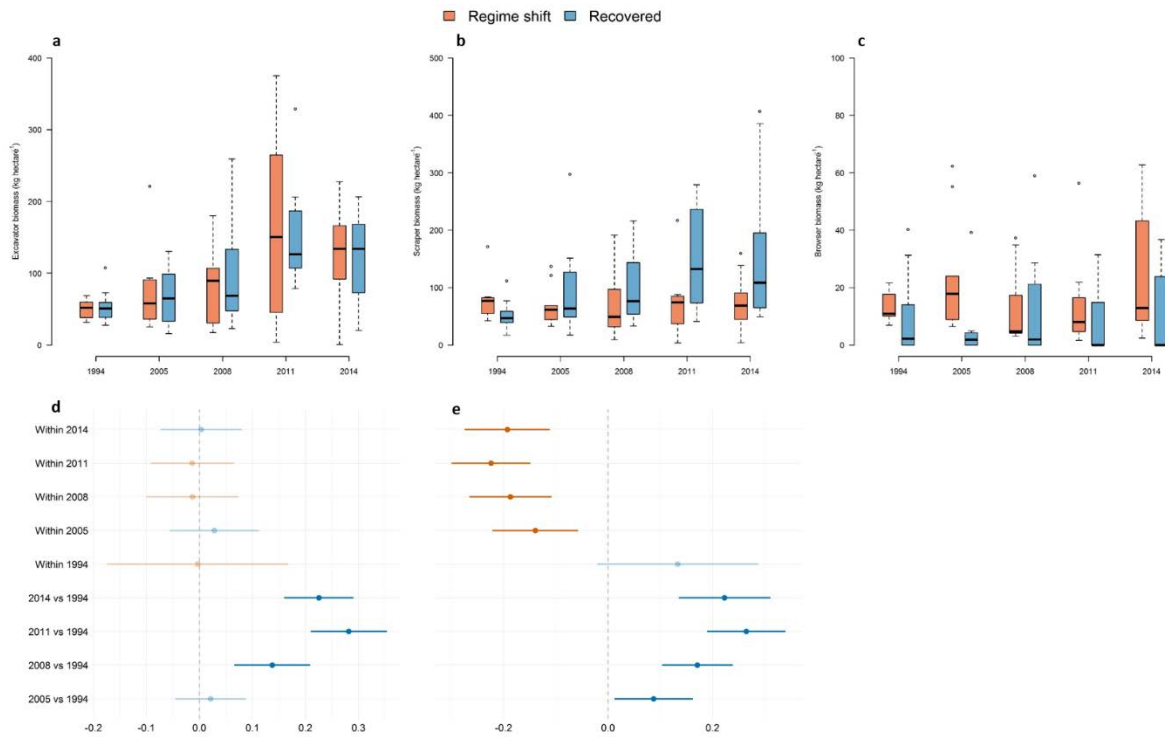 Regime shift Recovered
a
Excavator biomass (kg hectare⁻¹)
400
300
200
100
0
1994 2005 2008 2011 2014
b
Scraper biomass (kg hectare⁻¹)
500
400
300
200
100
0
1994 2005 2008 2011 2014
c
Browser biomass (kg hectare⁻¹)
100
80
60
40
20
0
1994 2005 2008 2011 2014
d
Within 2014
Within 2011
Within 2008
Within 2005
Within 1994
2014 vs 1994
2011 vs 1994
2008 vs 1994
2005 vs 1994
-0.2 -0.1 0.0 0.1 0.2 0.3
e
-0.2 0.0 0.2